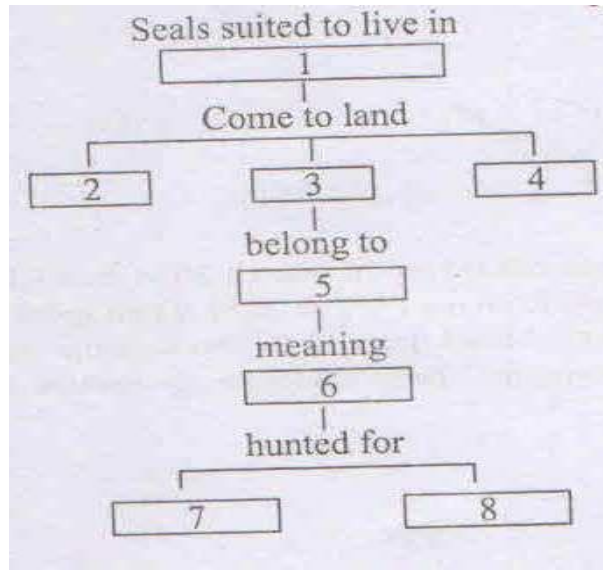 Seals suited to live in
1
Come to land
2 3 4
belong to
5
meaning
6
hunted for
7 8